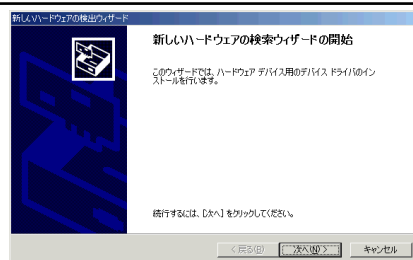 新しいハードウェアの検出ウィザード
新しいハードウェアの検索ウィザードの開始
このウィザードでは、ハードウェア デバイス用のデバイス ドライバのイン
ストールを行います。
続行するには、[次へ] をクリックしてください。
< 戻る(B)
次へ(N) >
キャンセル